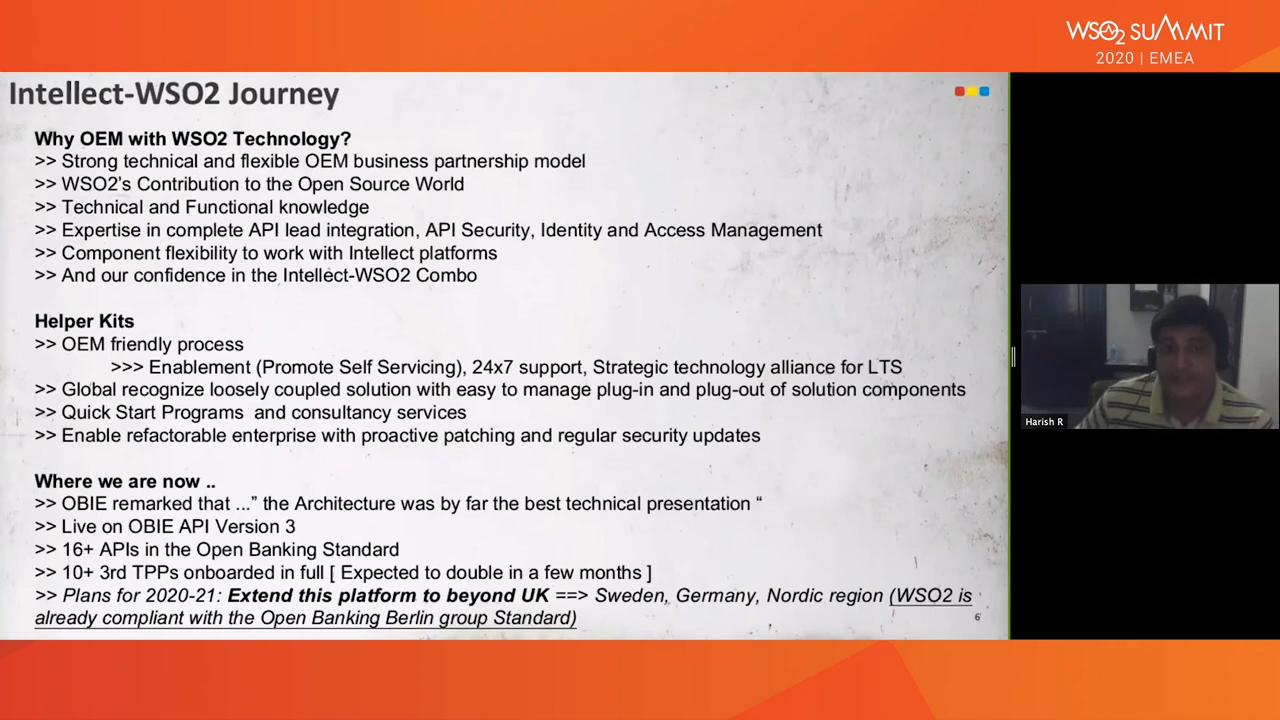 WSO2 SUMMIT
2020 | EMEA
Intellect-WSO2 Journey
Why OEM with WSO2 Technology?
>> Strong technical and flexible OEM business partnership model
>> WSO2's Contribution to the Open Source World
>> Technical and Functional knowledge
>> Expertise in complete API lead integration, API Security, Identity and Access Management
>> Component flexibility to work with Intellect platforms
>> And our confidence in the Intellect-WSO2 Combo
Helper Kits
>> OEM friendly process
>>> Enablement (Promote Self Servicing), 24x7 support, Strategic technology alliance for LTS
>> Global recognize loosely coupled solution with easy to manage plug-in and plug-out of solution components
>> Quick Start Programs and consultancy services
>> Enable refactorable enterprise with proactive patching and regular security updates
Where we are now ..
>> OBIE remarked that ...” the Architecture was by far the best technical presentation “
>> Live on OBIE API Version 3
>> 16+ APIs in the Open Banking Standard
>> 10+ 3rd TPPs onboarded in full [ Expected to double in a few months ]
>> Plans for 2020-21: Extend this platform to beyond UK ==> Sweden, Germany, Nordic region (WSO2 is
already compliant with the Open Banking Berlin group Standard)
6
Harish R